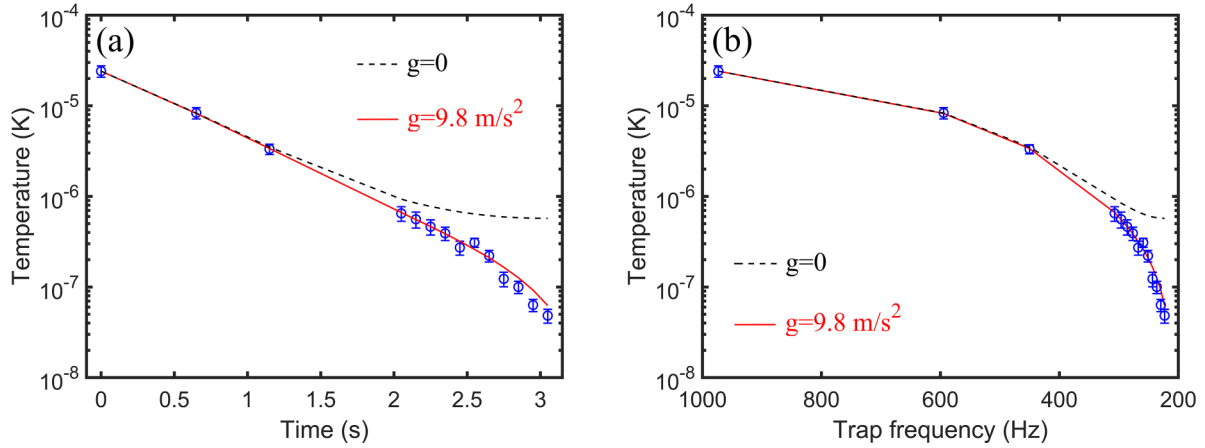 (a)
g=0
g=9.8 m/s²
10⁻⁴
10⁻⁵
10⁻⁶
10⁻⁷
10⁻⁸
Temperature (K)
0 0.5 1 1.5 2 2.5 3
Time (s)
(b)
g=0
g=9.8 m/s²
10⁻⁴
10⁻⁵
10⁻⁶
10⁻⁷
10⁻⁸
Temperature (K)
1000 800 600 400 200
Trap frequency (Hz)